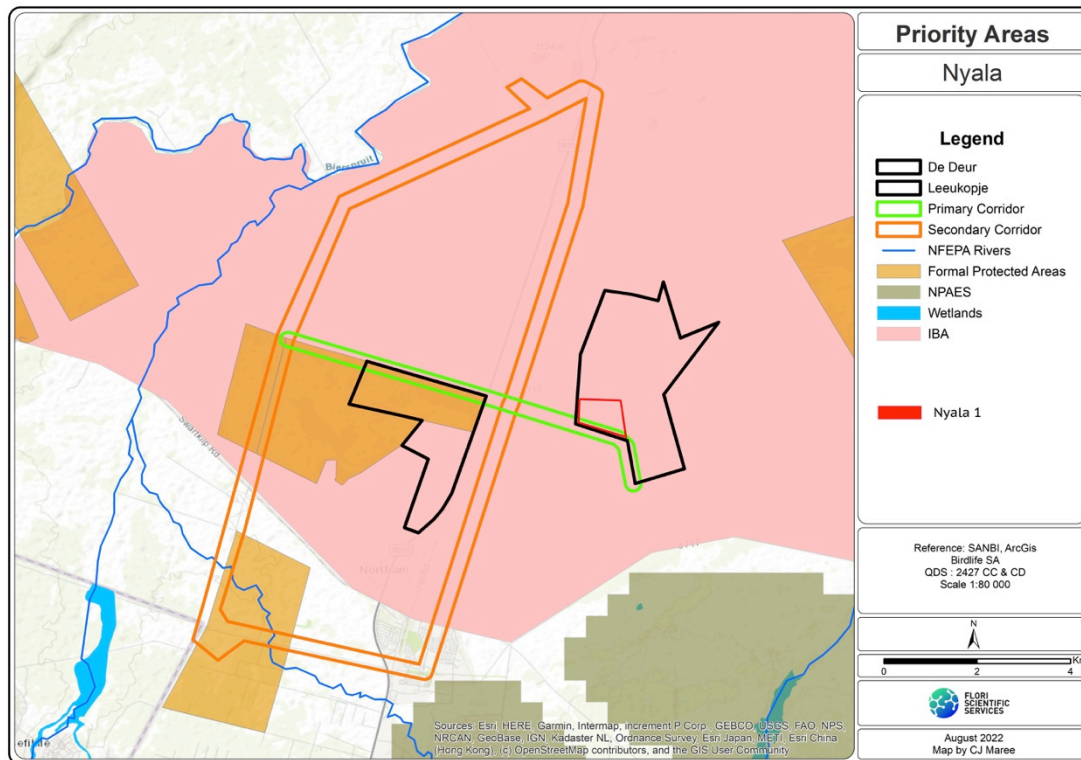 Priority Areas
Nyala
Legend
De Deur
Leeukopje
Primary Corridor
Secondary Corridor
NFEPA Rivers
Formal Protected Areas
NPAES
Wetlands
IBA
Nyala 1
Reference: SANBI, ArcGis
Birdlife SA
QDS : 2427 CC & CD
Scale 1:80 000
N
0 2 4 Km
FLORI
SCIENTIFIC
SERVICES
August 2022
Map by CJ Maree
Bierspruit
Swartklip Rd
Northam
Sources: Esri, HERE, Garmin, Intermap, increment P Corp., GEBCO, USGS, FAO, NPS,
NRCAN, GeoBase, IGN, Kadaster NL, Ordnance Survey, Esri Japan, METI, Esri China
(Hong Kong), (c) OpenStreetMap contributors, and the GIS User Community